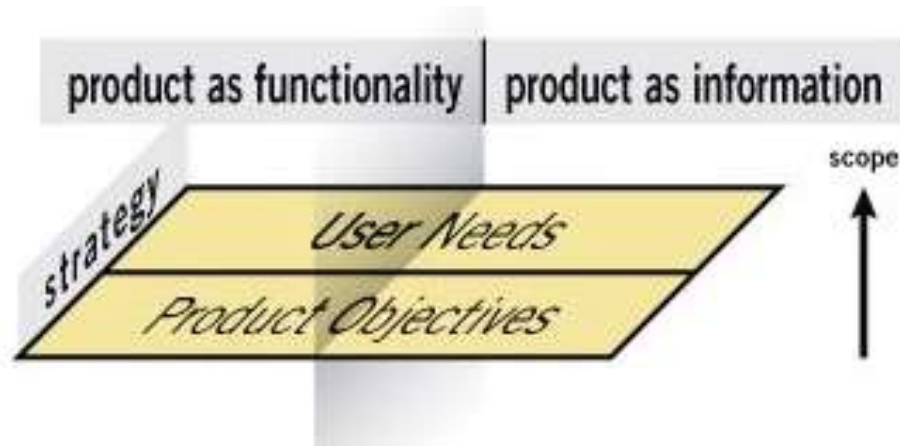 product as functionality
product as information
scope
strategy
User Needs
Product Objectives